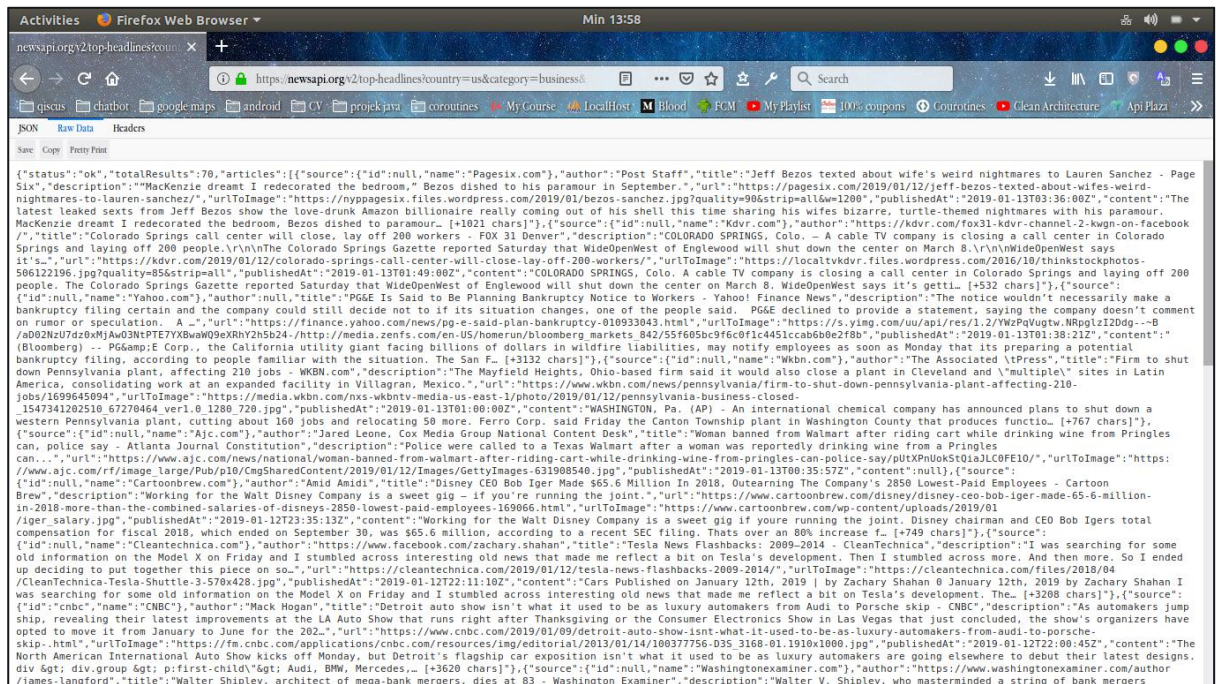 Activities Firefox Web Browser Min 13:58
newsapi.org/v2/top-headlines?coun
https://newsapi.org/v2/top-headlines?country=us&category=business& Search
qiscus chatbot google maps android CV projek java coroutines My Course LocalHost Blood FCM My Playlist 100% coupons Courotines Clean Architecture Api Plaza
JSON Raw Data Headers
Save Copy Pretty Print
{"status":"ok","totalResults":70,"articles":[{"source":{"id":null,"name":"Pagesix.com"},"author":"Post Staff","title":"Jeff Bezos texted about wife's weird nightmares to Lauren Sanchez - Page
Six","description":"“MacKenzie dreamt I redecorated the bedroom,” Bezos dished to his paramour in September.","url":"https://pagesix.com/2019/01/12/jeff-bezos-texted-about-wifes-weird-
nightmares-to-lauren-sanchez/","urlToImage":"https://nyppagesix.files.wordpress.com/2019/01/bezos-sanchez.jpg?quality=90&strip=all&w=1200","publishedAt":"2019-01-13T03:36:00Z","content":"The
latest leaked sexts from Jeff Bezos show the love-drunk Amazon billionaire really coming out of his shell this time sharing his wifes bizarre, turtle-themed nightmares with his paramour.
MacKenzie dreamt I redecorated the bedroom, Bezos dished to paramour… [+1021 chars]"},{"source":{"id":null,"name":"Kdvr.com"},"author":"https://kdvr.com/fox31-kdvr-channel-2-kwgn-on-facebook
/","title":"Colorado Springs call center will close, lay off 200 workers - FOX 31 Denver","description":"COLORADO SPRINGS, Colo. — A cable TV company is closing a call center in Colorado
Springs and laying off 200 people.\r\n\nThe Colorado Springs Gazette reported Saturday that WideOpenWest of Englewood will shut down the center on March 8.\r\n\nWideOpenWest says
it's…","url":"https://kdvr.com/2019/01/12/colorado-springs-call-center-will-close-lay-off-200-workers/","urlToImage":"https://localtvkdvr.files.wordpress.com/2016/10/thinkstockphotos-
506122196.jpg?quality=85&strip=all","publishedAt":"2019-01-13T01:49:00Z","content":"COLORADO SPRINGS, Colo. A cable TV company is closing a call center in Colorado Springs and laying off 200
people. The Colorado Springs Gazette reported Saturday that WideOpenWest of Englewood will shut down the center on March 8. WideOpenWest says it's getti… [+532 chars]"},{"source":
{"id":null,"name":"Yahoo.com"},"author":null,"title":"PG&E Is Said to Be Planning Bankruptcy Notice to Workers - Yahoo! Finance News","description":"The notice wouldn't necessarily make a
bankruptcy filing certain and the company could still decide not to if its situation changes, one of the people said. PG&E declined to provide a statement, saying the company doesn't comment
on rumor or speculation. A …","url":"https://finance.yahoo.com/news/pg-e-said-plan-bankruptcy-010933043.html","urlToImage":"https://s.yimg.com/uu/api/res/1.2/YWzPqVugtw.NRpglzI2Ddg--~B
/aD02NzU7dz0xMjAwO3NtPTE7YXBwaWQ9eXRhY2h5b24-/http://media.zenfs.com/en-US/homerun/bloomberg_markets_842/55f605bc9f6c0f1c4451ccab6b0e2f8b","publishedAt":"2019-01-13T01:38:21Z","content":"
(Bloomberg) -- PG&amp;E Corp., the California utility giant facing billions of dollars in wildfire liabilities, may notify employees as soon as Monday that its preparing a potential
bankruptcy filing, according to people familiar with the situation. The San F… [+3132 chars]"},{"source":{"id":null,"name":"Wkbn.com"},"author":"The Associated \tPress","title":"Firm to shut
down Pennsylvania plant, affecting 210 jobs - WKBN.com","description":"The Mayfield Heights, Ohio-based firm said it would also close a plant in Cleveland and \"multiple\" sites in Latin
America, consolidating work at an expanded facility in Villagran, Mexico.","url":"https://www.wkbn.com/news/pennsylvania/firm-to-shut-down-pennsylvania-plant-affecting-210-
jobs/1699645094","urlToImage":"https://media.wkbn.com/nxs-wkbntv-media-us-east-1/photo/2019/01/12/pennsylvania-business-closed-
_1547341202510_67270464_ver1.0_1280_720.jpg","publishedAt":"2019-01-13T01:00:00Z","content":"WASHINGTON, Pa. (AP) - An international chemical company has announced plans to shut down a
western Pennsylvania plant, cutting about 160 jobs and relocating 50 more. Ferro Corp. said Friday the Canton Township plant in Washington County that produces functio… [+767 chars]"},
{"source":{"id":null,"name":"Ajc.com"},"author":"Jared Leone, Cox Media Group National Content Desk","title":"Woman banned from Walmart after riding cart while drinking wine from Pringles
can, police say - Atlanta Journal Constitution","description":"Police were called to a Texas Walmart after a woman was reportedly drinking wine from a Pringles
can...","url":"https://www.ajc.com/news/national/woman-banned-from-walmart-after-riding-cart-while-drinking-wine-from-pringles-can-police-say/pUtXPnUokStQiaJLC0FE1O/","urlToImage":"https:
//www.ajc.com/rf/image_large/Pub/p10/CmgSharedContent/2019/01/12/Images/GettyImages-631908540.jpg","publishedAt":"2019-01-13T00:35:57Z","content":null},{"source":
{"id":null,"name":"Cartoonbrew.com"},"author":"Amid Amidi","title":"Disney CEO Bob Iger Made $65.6 Million In 2018, Outearning The Company's 2850 Lowest-Paid Employees - Cartoon
Brew","description":"Working for the Walt Disney Company is a sweet gig — if you're running the joint.","url":"https://www.cartoonbrew.com/disney/disney-ceo-bob-iger-made-65-6-million-
in-2018-more-than-the-combined-salaries-of-disneys-2850-lowest-paid-employees-169066.html","urlToImage":"https://www.cartoonbrew.com/wp-content/uploads/2019/01
/iger_salary.jpg","publishedAt":"2019-01-12T23:35:13Z","content":"Working for the Walt Disney Company is a sweet gig if youre running the joint. Disney chairman and CEO Bob Igers total
compensation for fiscal 2018, which ended on September 30, was $65.6 million, according to a recent SEC filing. Thats over an 80% increase f… [+749 chars]"},{"source":
{"id":null,"name":"Cleantechnica.com"},"author":"https://www.facebook.com/zachary.shahan","title":"Tesla News Flashbacks: 2009–2014 - CleanTechnica","description":"I was searching for some
old information on the Model X on Friday and I stumbled across interesting old news that made me reflect a bit on Tesla's development. Then I stumbled across more. And then more. So I ended
up deciding to put together this piece on so…","url":"https://cleantechnica.com/2019/01/12/tesla-news-flashbacks-2009-2014/","urlToImage":"https://cleantechnica.com/files/2018/04
/CleanTechnica-Tesla-Shuttle-3-570x428.jpg","publishedAt":"2019-01-12T22:11:10Z","content":"Cars Published on January 12th, 2019 | by Zachary Shahan 0 January 12th, 2019 by Zachary Shahan I
was searching for some old information on the Model X on Friday and I stumbled across interesting old news that made me reflect a bit on Tesla's development. The… [+3208 chars]"},{"source":
{"id":"cnbc","name":"CNBC"},"author":"Mack Hogan","title":"Detroit auto show isn't what it used to be as luxury automakers from Audi to Porsche skip - CNBC","description":"As automakers jump
ship, revealing their latest improvements at the LA Auto Show that runs right after Thanksgiving or the Consumer Electronics Show in Las Vegas that just concluded, the show's organizers have
opted to move it from January to June for the 202…","url":"https://www.cnbc.com/2019/01/09/detroit-auto-show-isnt-what-it-used-to-be-as-luxury-automakers-from-audi-to-porsche-
skip-.html","urlToImage":"https://fm.cnbc.com/applications/cnbc.com/resources/img/editorial/2013/01/14/100377756-D3S_3168-01.1910x1000.jpg","publishedAt":"2019-01-12T22:00:45Z","content":"The
North American International Auto Show kicks off Monday, but Detroit's flagship car exposition isn't what it used to be as luxury automakers are going elsewhere to debut their latest designs.
div &gt; div.group &gt; p:first-child\"&gt; Audi, BMW, Mercedes,… [+3620 chars]"},{"source":{"id":null,"name":"Washingtonexaminer.com"},"author":"https://www.washingtonexaminer.com/author
/james-langford","title":"Walter Shipley, architect of mega-bank mergers, dies at 83 - Washington Examiner","description":"Walter V. Shipley, who masterminded a string of bank mergers